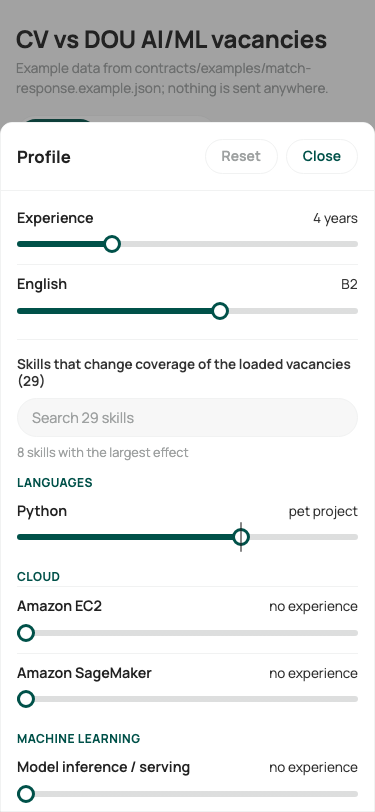 CV vs DOU AI/ML vacancies
Example data from contracts/examples/match-
response.example.json; nothing is sent anywhere.
Profile
Reset
Close
Experience
4 years
English
B2
Skills that change coverage of the loaded vacancies
(29)
Search 29 skills
8 skills with the largest effect
LANGUAGES
Python
pet project
CLOUD
Amazon EC2
no experience
Amazon SageMaker
no experience
MACHINE LEARNING
Model inference / serving
no experience